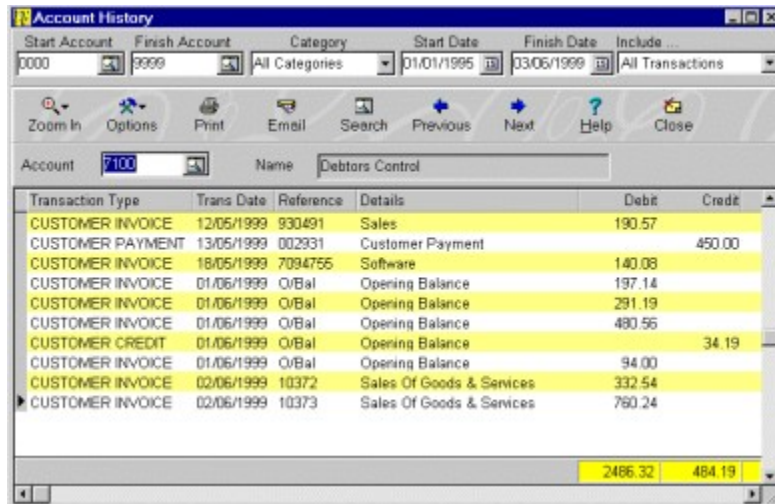 Account History
Start Account Finish Account Category Start Date Finish Date Include ...
0000 9999 All Categories 01/01/1995 03/06/1999 All Transactions
Zoom In Options Print Email Search Previous Next Help Close
Account 7100 Name Debtors Control
Transaction Type Trans Date Reference Details Debit Credit
CUSTOMER INVOICE 12/05/1999 930491 Sales 190.57
CUSTOMER PAYMENT 13/05/1999 002931 Customer Payment 450.00
CUSTOMER INVOICE 18/05/1999 7094755 Software 140.08
CUSTOMER INVOICE 01/06/1999 O/Bal Opening Balance 197.14
CUSTOMER INVOICE 01/06/1999 O/Bal Opening Balance 291.19
CUSTOMER INVOICE 01/06/1999 O/Bal Opening Balance 480.56
CUSTOMER CREDIT 01/06/1999 O/Bal Opening Balance 34.19
CUSTOMER INVOICE 01/06/1999 O/Bal Opening Balance 94.00
CUSTOMER INVOICE 02/06/1999 10372 Sales Of Goods & Services 332.54
CUSTOMER INVOICE 02/06/1999 10373 Sales Of Goods & Services 760.24
2486.32 484.19